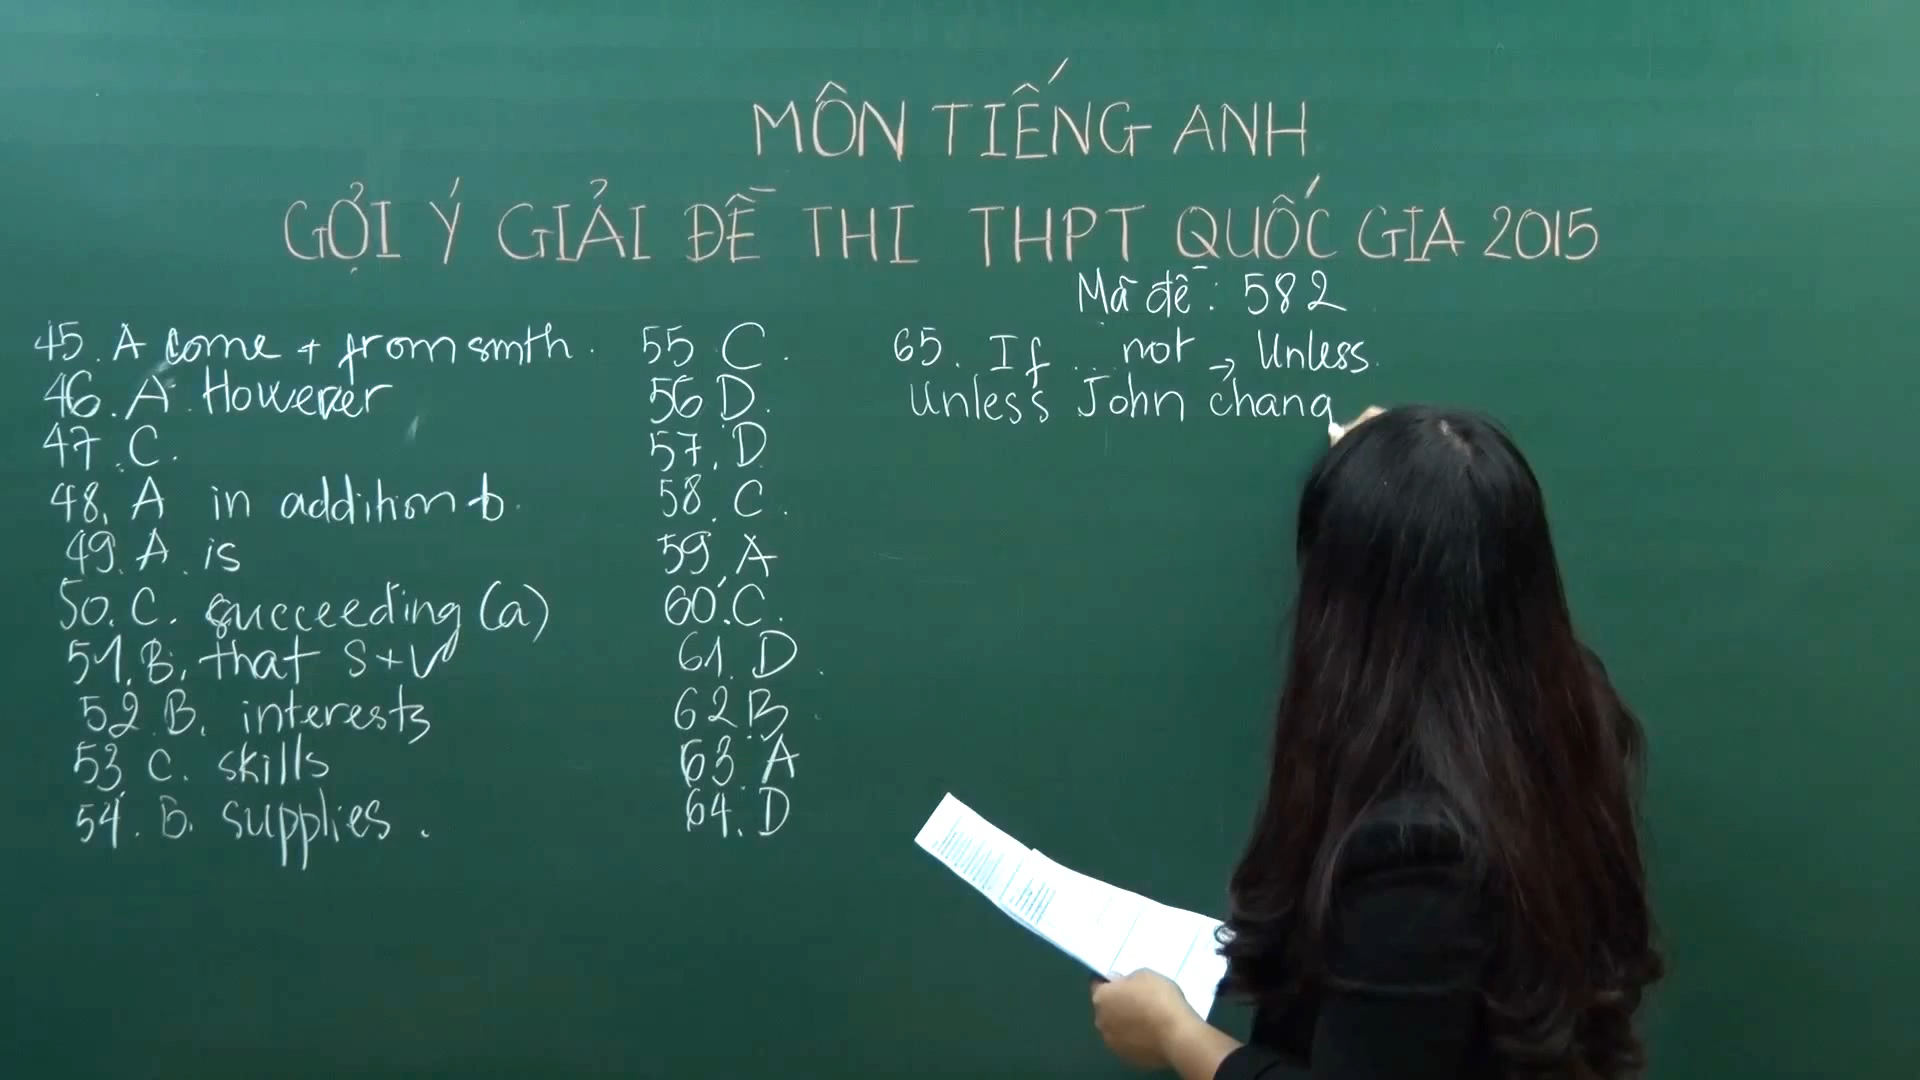 MÔN TIẾNG ANH
GỢI Ý GIẢI ĐỀ THI THPT QUỐC GIA 2015
Mã đề: 582
45. A come + from smth.
46. A. However
47. C.
48. A in addition to.
49. A. is
50. C. succeeding (a)
51. B. that S+V
52 B. interests
53 C. skills
54. B. supplies.
55 C.
56 D.
57. D
58. C.
59. A
60. C.
61. D.
62 B.
63. A
64. D
65. If ... not → Unless.
Unless John chang